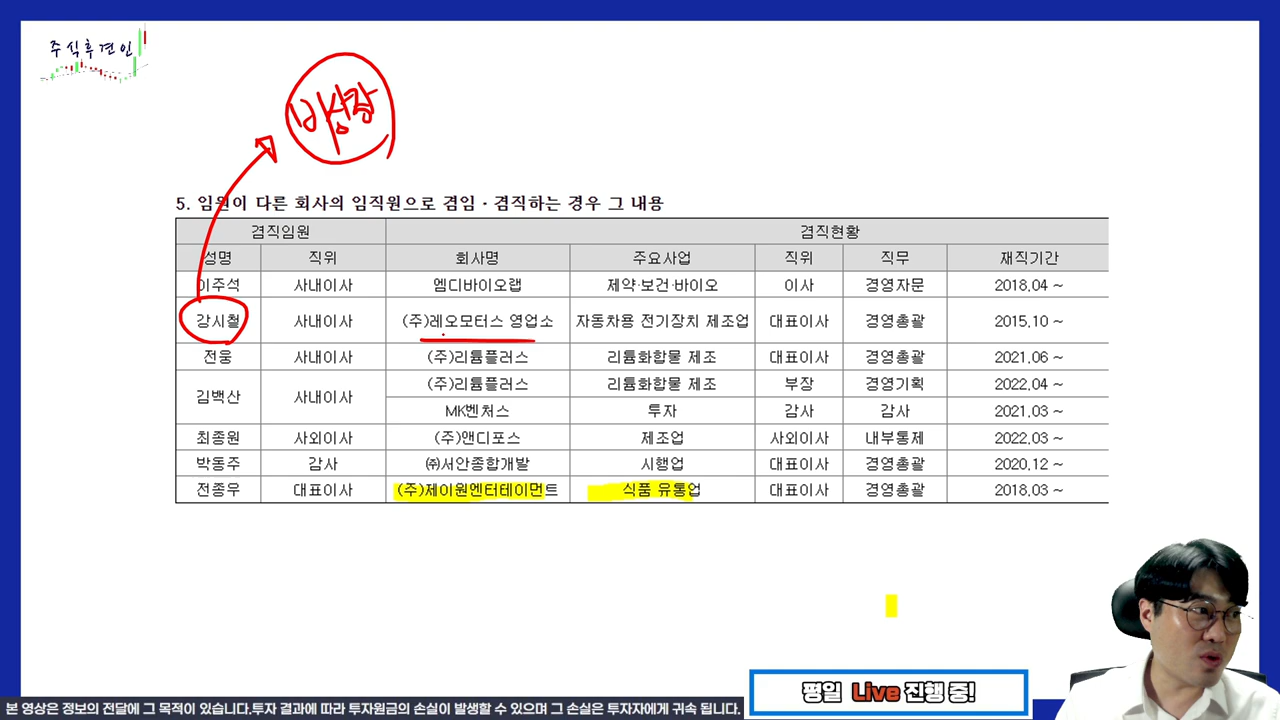 주식후견인
비상장
5. 임원이 다른 회사의 임직원으로 겸임·겸직하는 경우 그 내용
겸직임원 겸직현황
성명 직위 회사명 주요사업 직위 직무 재직기간
이주석 사내이사 엠디바이오랩 제약·보건·바이오 이사 경영자문 2018.04 ~
강시철 사내이사 (주)레오모터스 영업소 자동차용 전기장치 제조업 대표이사 경영총괄 2015.10 ~
전웅 사내이사 (주)리튬플러스 리튬화합물 제조 대표이사 경영총괄 2021.06 ~
김백산 사내이사 (주)리튬플러스 리튬화합물 제조 부장 경영기획 2022.04 ~
MK벤처스 투자 감사 감사 2021.03 ~
최종원 사외이사 (주)앤디포스 제조업 사외이사 내부통제 2022.03 ~
박동주 감사 ㈜서안종합개발 시행업 대표이사 경영총괄 2020.12 ~
전종우 대표이사 (주)제이원엔터테이먼트 식품 유통업 대표이사 경영총괄 2018.03 ~
평일 Live 진행 중!
본 영상은 정보의 전달에 그 목적이 있습니다.투자 결과에 따라 투자원금의 손실이 발생할 수 있으며 그 손실은 투자자에게 귀속 됩니다.